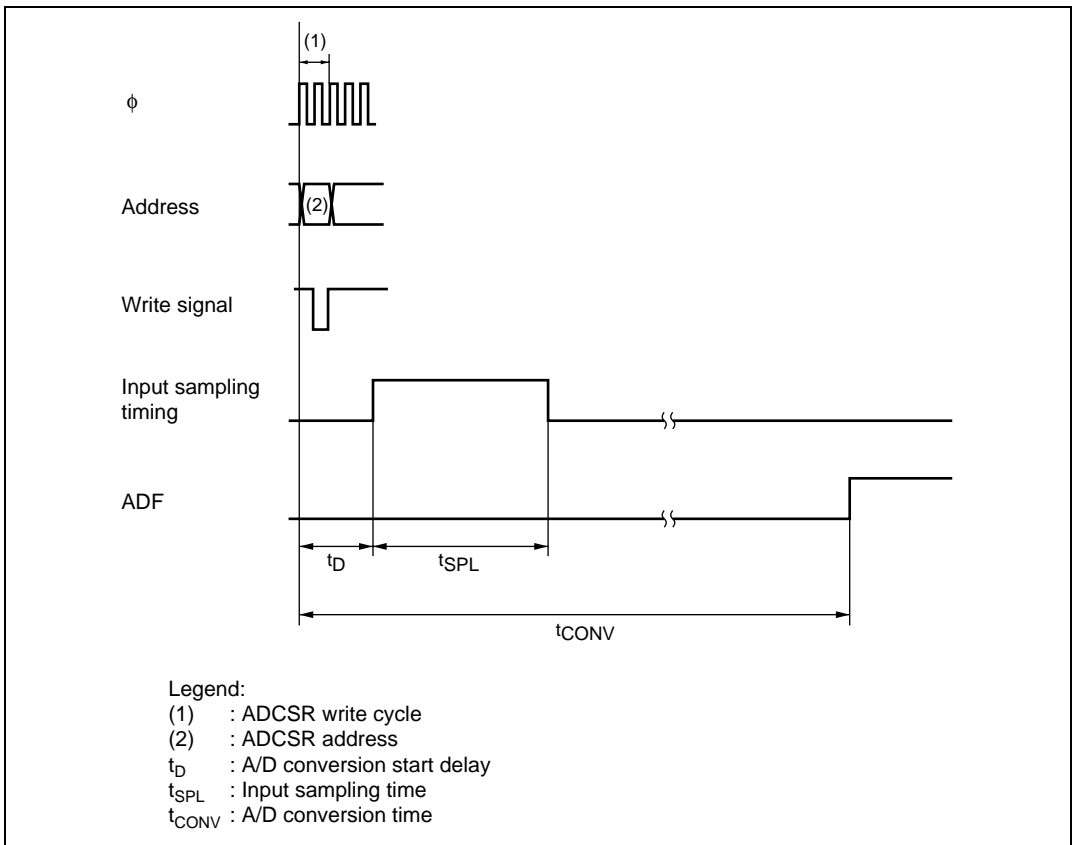 (1)
ϕ
Address
(2)
Write signal
Input sampling
timing
ADF
tD
tSPL
tCONV
Legend:
(1) : ADCSR write cycle
(2) : ADCSR address
tD : A/D conversion start delay
tSPL : Input sampling time
tCONV : A/D conversion time